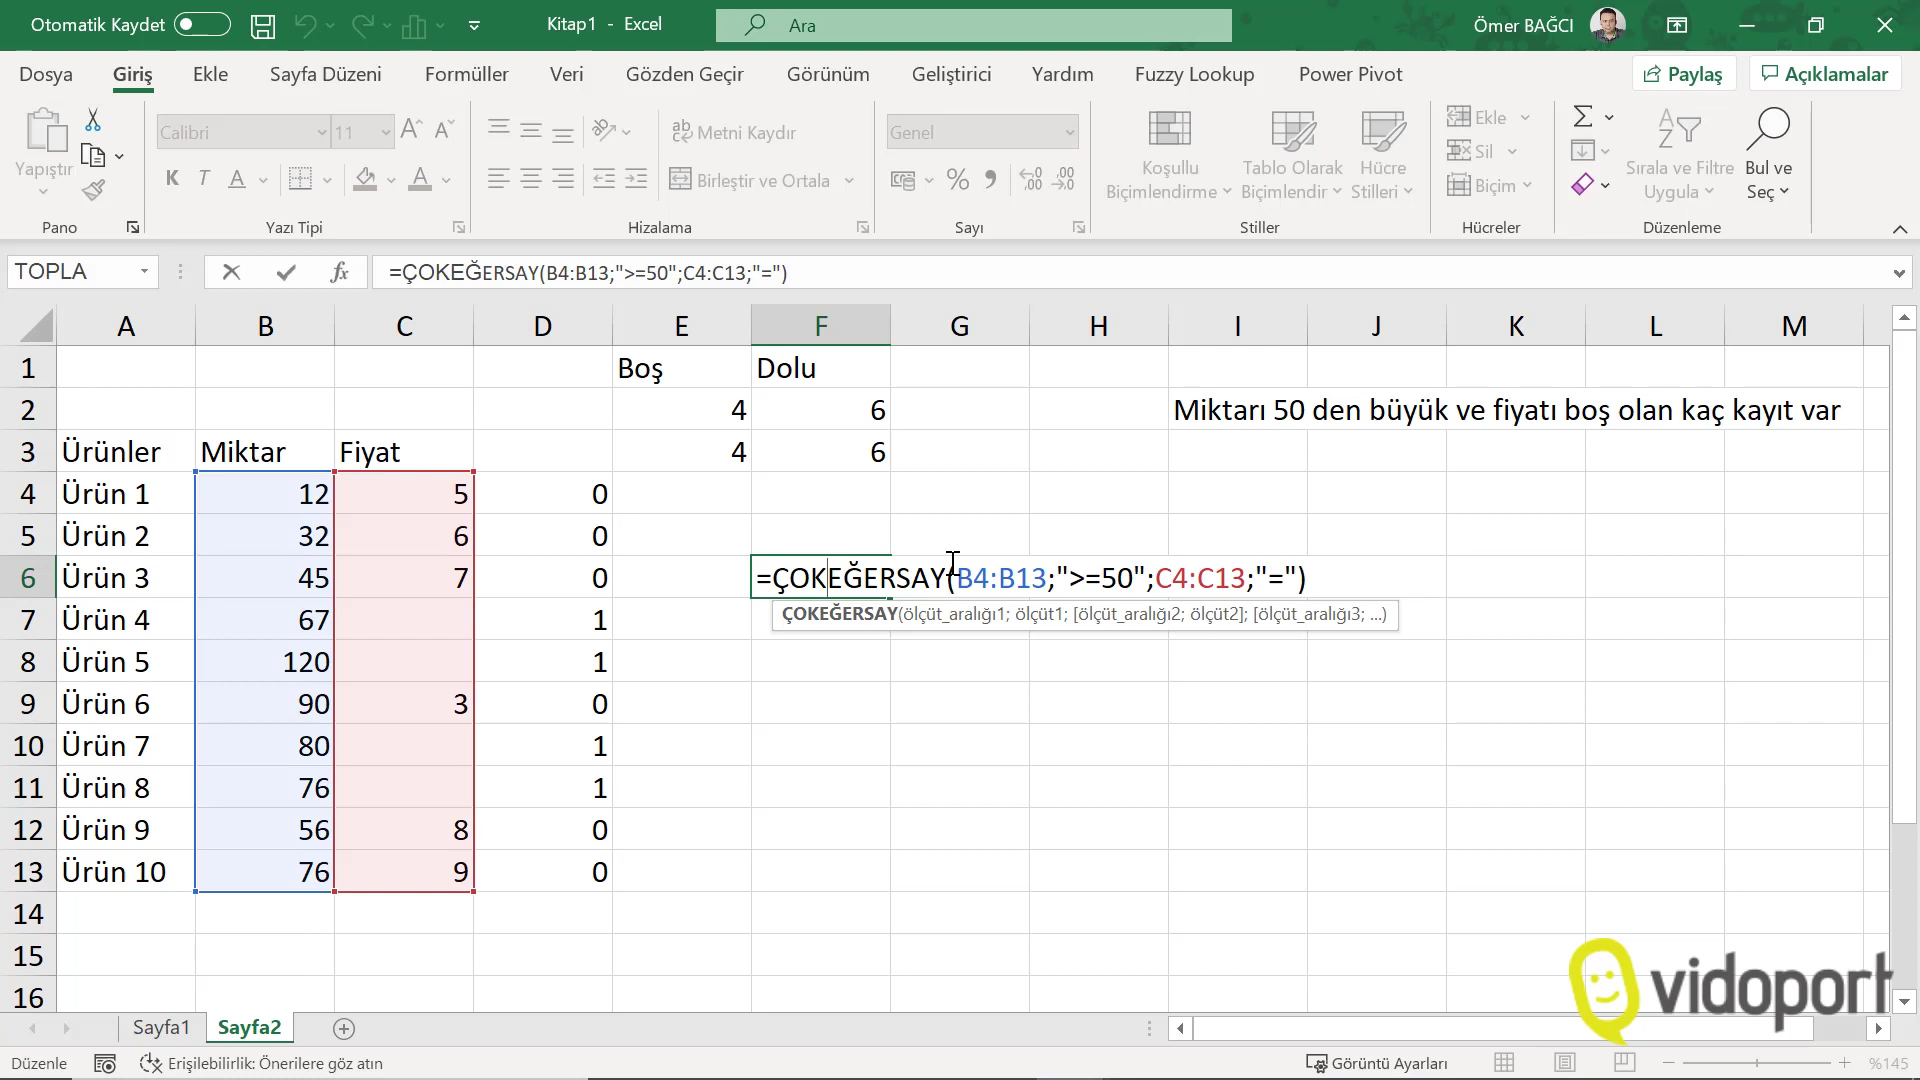 Otomatik Kaydet
Kitap1 - Excel
Ara
Ömer BAĞCI
Dosya Giriş Ekle Sayfa Düzeni Formüller Veri Gözden Geçir Görünüm Geliştirici Yardım Fuzzy Lookup Power Pivot Paylaş Açıklamalar
Yapıştır
Calibri 11
K T A A
Metni Kaydır
Birleştir ve Ortala
Genel
% 9
Koşullu Biçimlendirme
Tablo Olarak Biçimlendir
Hücre Stilleri
Ekle
Sil
Biçim
Sırala ve Filtre Uygula
Bul ve Seç
Pano Yazı Tipi Hizalama Sayı Stiller Hücreler Düzenleme
TOPLA fx =ÇOKEĞERSAY(B4:B13;">=50";C4:C13;"=")
A B C D E F G H I J K L M
1 Boş Dolu
2 4 6 Miktarı 50 den büyük ve fiyatı boş olan kaç kayıt var
3 Ürünler Miktar Fiyat 4 6
4 Ürün 1 12 5 0
5 Ürün 2 32 6 0
6 Ürün 3 45 7 0 =ÇOKEĞERSAY(B4:B13;">=50";C4:C13;"=")
ÇOKEĞERSAY(ölçüt_aralığı1; ölçüt1; [ölçüt_aralığı2; ölçüt2]; [ölçüt_aralığı3; ...)
7 Ürün 4 67 1
8 Ürün 5 120 1
9 Ürün 6 90 3 0
10 Ürün 7 80 1
11 Ürün 8 76 1
12 Ürün 9 56 8 0
13 Ürün 10 76 9 0
14
15
16
vidoport
Sayfa1 Sayfa2
Düzenle Erişilebilirlik: Önerilere göz atın Görüntü Ayarları %145